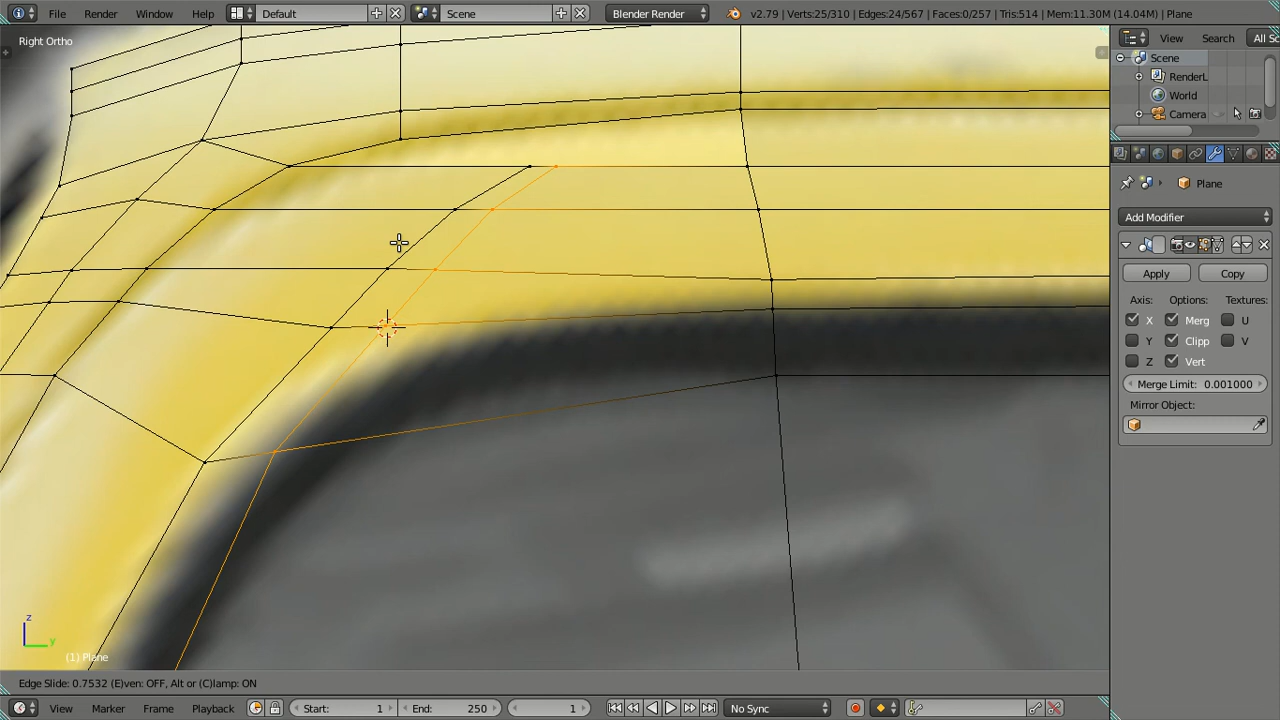 File Render Window Help Default Scene Blender Render v2.79 | Verts:25/310 | Edges:24/567 | Faces:0/257 | Tris:514 | Mem:11.30M (14.04M) | Plane
Right Ortho
View Search All Sc
Scene
RenderL
World
Camera
Plane
Add Modifier
Apply Copy
Axis: Options: Textures:
X Merg U
Y Clipp V
Z Vert
Merge Limit: 0.001000
Mirror Object:
z
y
(1) Plane
Edge Slide: 0.7532 (E)ven: OFF, Alt or (C)lamp: ON
View Marker Frame Playback Start: 1 End: 250 1 No Sync